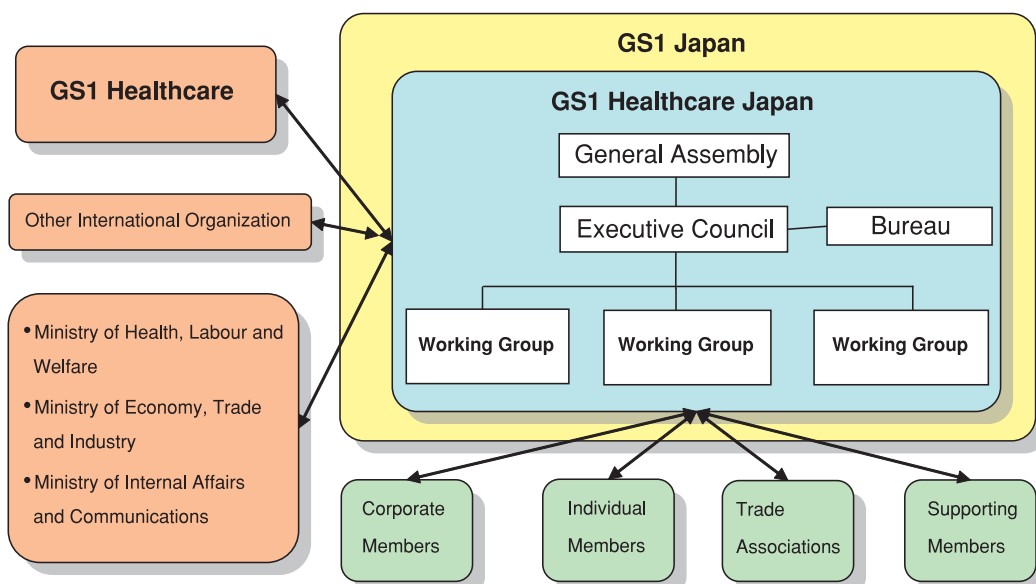 GS1 Healthcare
Other International Organization
• Ministry of Health, Labour and
Welfare
• Ministry of Economy, Trade
and Industry
• Ministry of Internal Affairs
and Communications
GS1 Japan
GS1 Healthcare Japan
General Assembly
Executive Council
Bureau
Working Group
Working Group
Working Group
Corporate
Members
Individual
Members
Trade
Associations
Supporting
Members